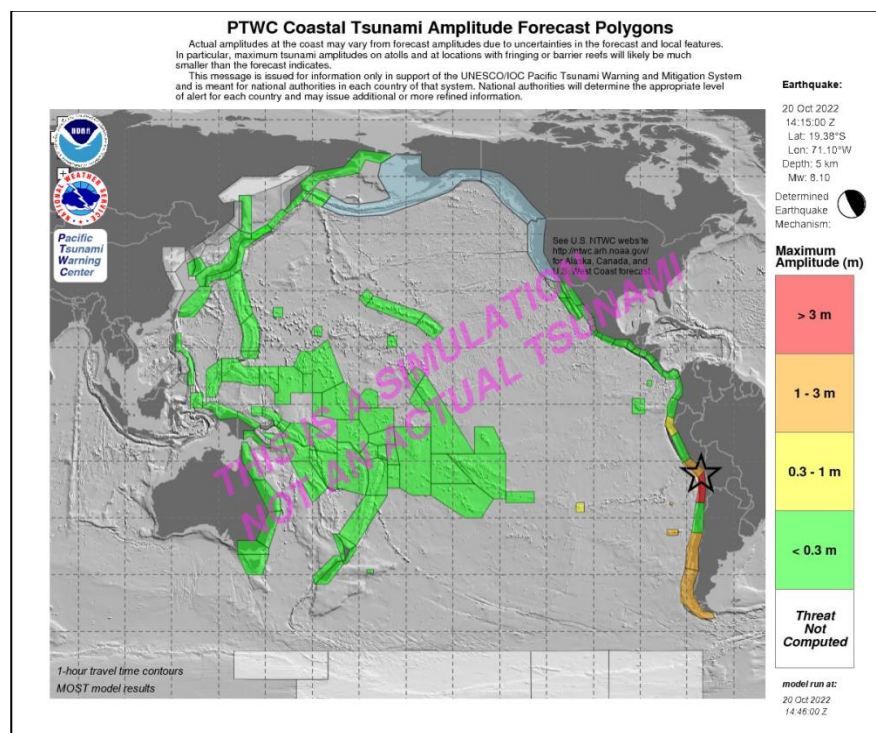 PTWC Coastal Tsunami Amplitude Forecast Polygons
Actual amplitudes at the coast may vary from forecast amplitudes due to uncertainties in the forecast and local features.
In particular, maximum tsunami amplitudes on atolls and at locations with fringing or barrier reefs will likely be much
smaller than the forecast indicates.
This message is issued for information only in support of the UNESCO/IOC Pacific Tsunami Warning and Mitigation System
and is meant for national authorities in each country of that system. National authorities will determine the appropriate level
of alert for each country and may issue additional or more refined information.
Earthquake:
20 Oct 2022
14:15:00 Z
Lat: 19.38°S
Lon: 71.10°W
Depth: 5 km
Mw: 8.10
Determined
Earthquake
Mechanism:
NOAA
NATIONAL WEATHER SERVICE
Pacific
Tsunami
Warning
Center
See U.S. NTWC website
http://ntwc.arh.noaa.gov/
for Alaska, Canada, and
U.S. West Coast forecast
THIS IS A SIMULATION
NOT AN ACTUAL TSUNAMI
Maximum
Amplitude (m)
> 3 m
1 - 3 m
0.3 - 1 m
< 0.3 m
Threat
Not
Computed
1-hour travel time contours
MOST model results
model run at:
20 Oct 2022
14:46:00 Z